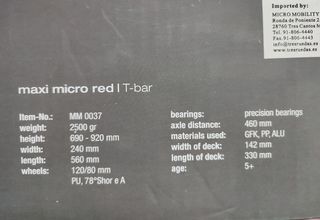 Imported by:
MICRO MOBILITY
Ronda de Poniente 2
28760 Tres Cantos M
Tel. 91-806-4440
Fax. 91-806-4443
info@tresruedas.es
www.tresruedas.es
maxi micro red | T-bar
Item-No.: MM 0037
weight: 2500 gr
height: 690 - 920 mm
width: 240 mm
length: 560 mm
wheels: 120/80 mm
PU, 78°Shor e A
bearings: precision bearings
axle distance: 460 mm
materials used: GFK, PP, ALU
width of deck: 142 mm
length of deck: 330 mm
age: 5+